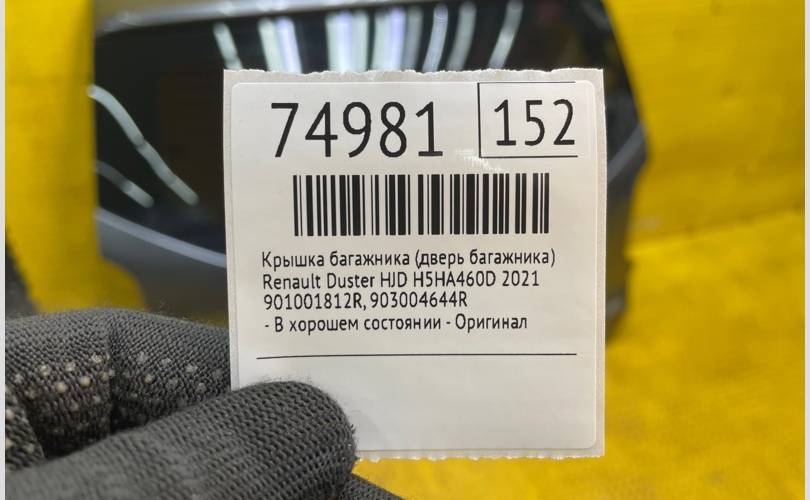 74981 152
Крышка багажника (дверь багажника)
Renault Duster HJD H5HA460D 2021
901001812R, 903004644R
- В хорошем состоянии - Оригинал